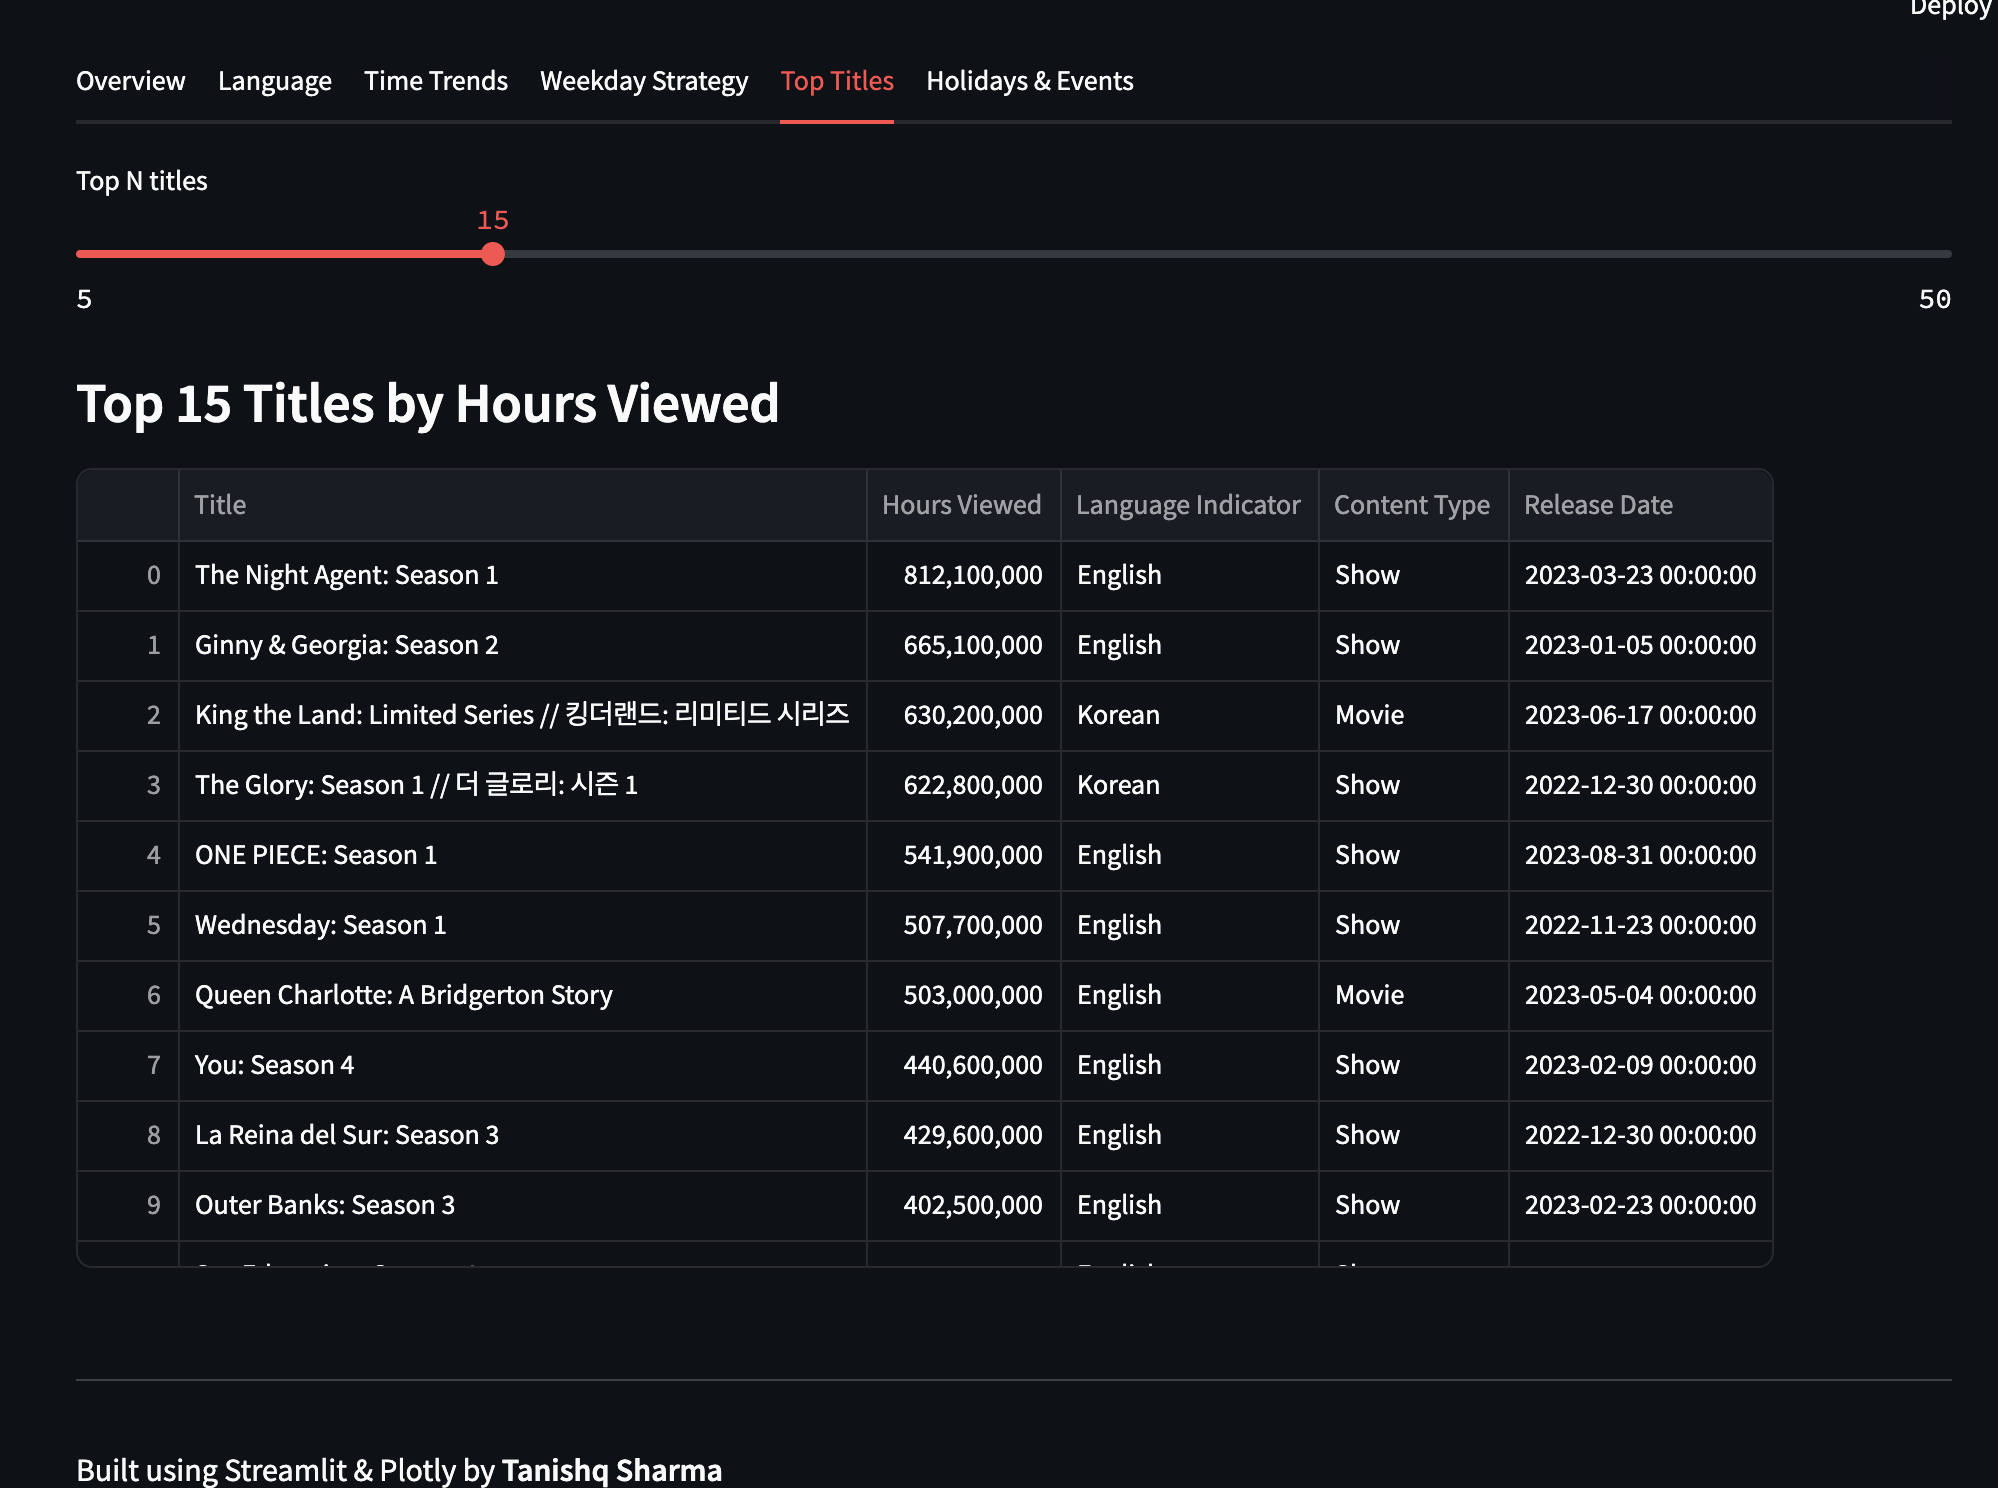 Deploy
Overview Language Time Trends Weekday Strategy Top Titles Holidays & Events
Top N titles
15
5 50
Top 15 Titles by Hours Viewed
Title Hours Viewed Language Indicator Content Type Release Date
0 The Night Agent: Season 1 812,100,000 English Show 2023-03-23 00:00:00
1 Ginny & Georgia: Season 2 665,100,000 English Show 2023-01-05 00:00:00
2 King the Land: Limited Series // 킹더랜드: 리미티드 시리즈 630,200,000 Korean Movie 2023-06-17 00:00:00
3 The Glory: Season 1 // 더 글로리: 시즌 1 622,800,000 Korean Show 2022-12-30 00:00:00
4 ONE PIECE: Season 1 541,900,000 English Show 2023-08-31 00:00:00
5 Wednesday: Season 1 507,700,000 English Show 2022-11-23 00:00:00
6 Queen Charlotte: A Bridgerton Story 503,000,000 English Movie 2023-05-04 00:00:00
7 You: Season 4 440,600,000 English Show 2023-02-09 00:00:00
8 La Reina del Sur: Season 3 429,600,000 English Show 2022-12-30 00:00:00
9 Outer Banks: Season 3 402,500,000 English Show 2023-02-23 00:00:00
Built using Streamlit & Plotly by Tanishq Sharma